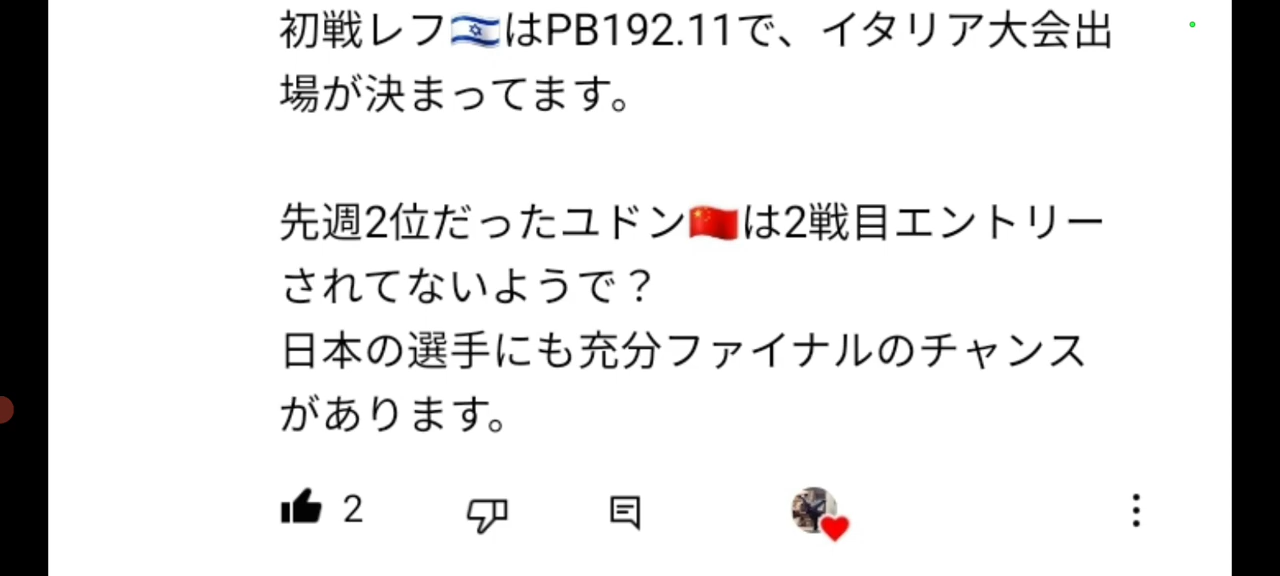 初戦レフ🇮🇱はPB192.11で、イタリア大会出
場が決まってます。
先週2位だったユドン🇨🇳は2戦目エントリー
されてないようで？
日本の選手にも充分ファイナルのチャンス
があります。
2